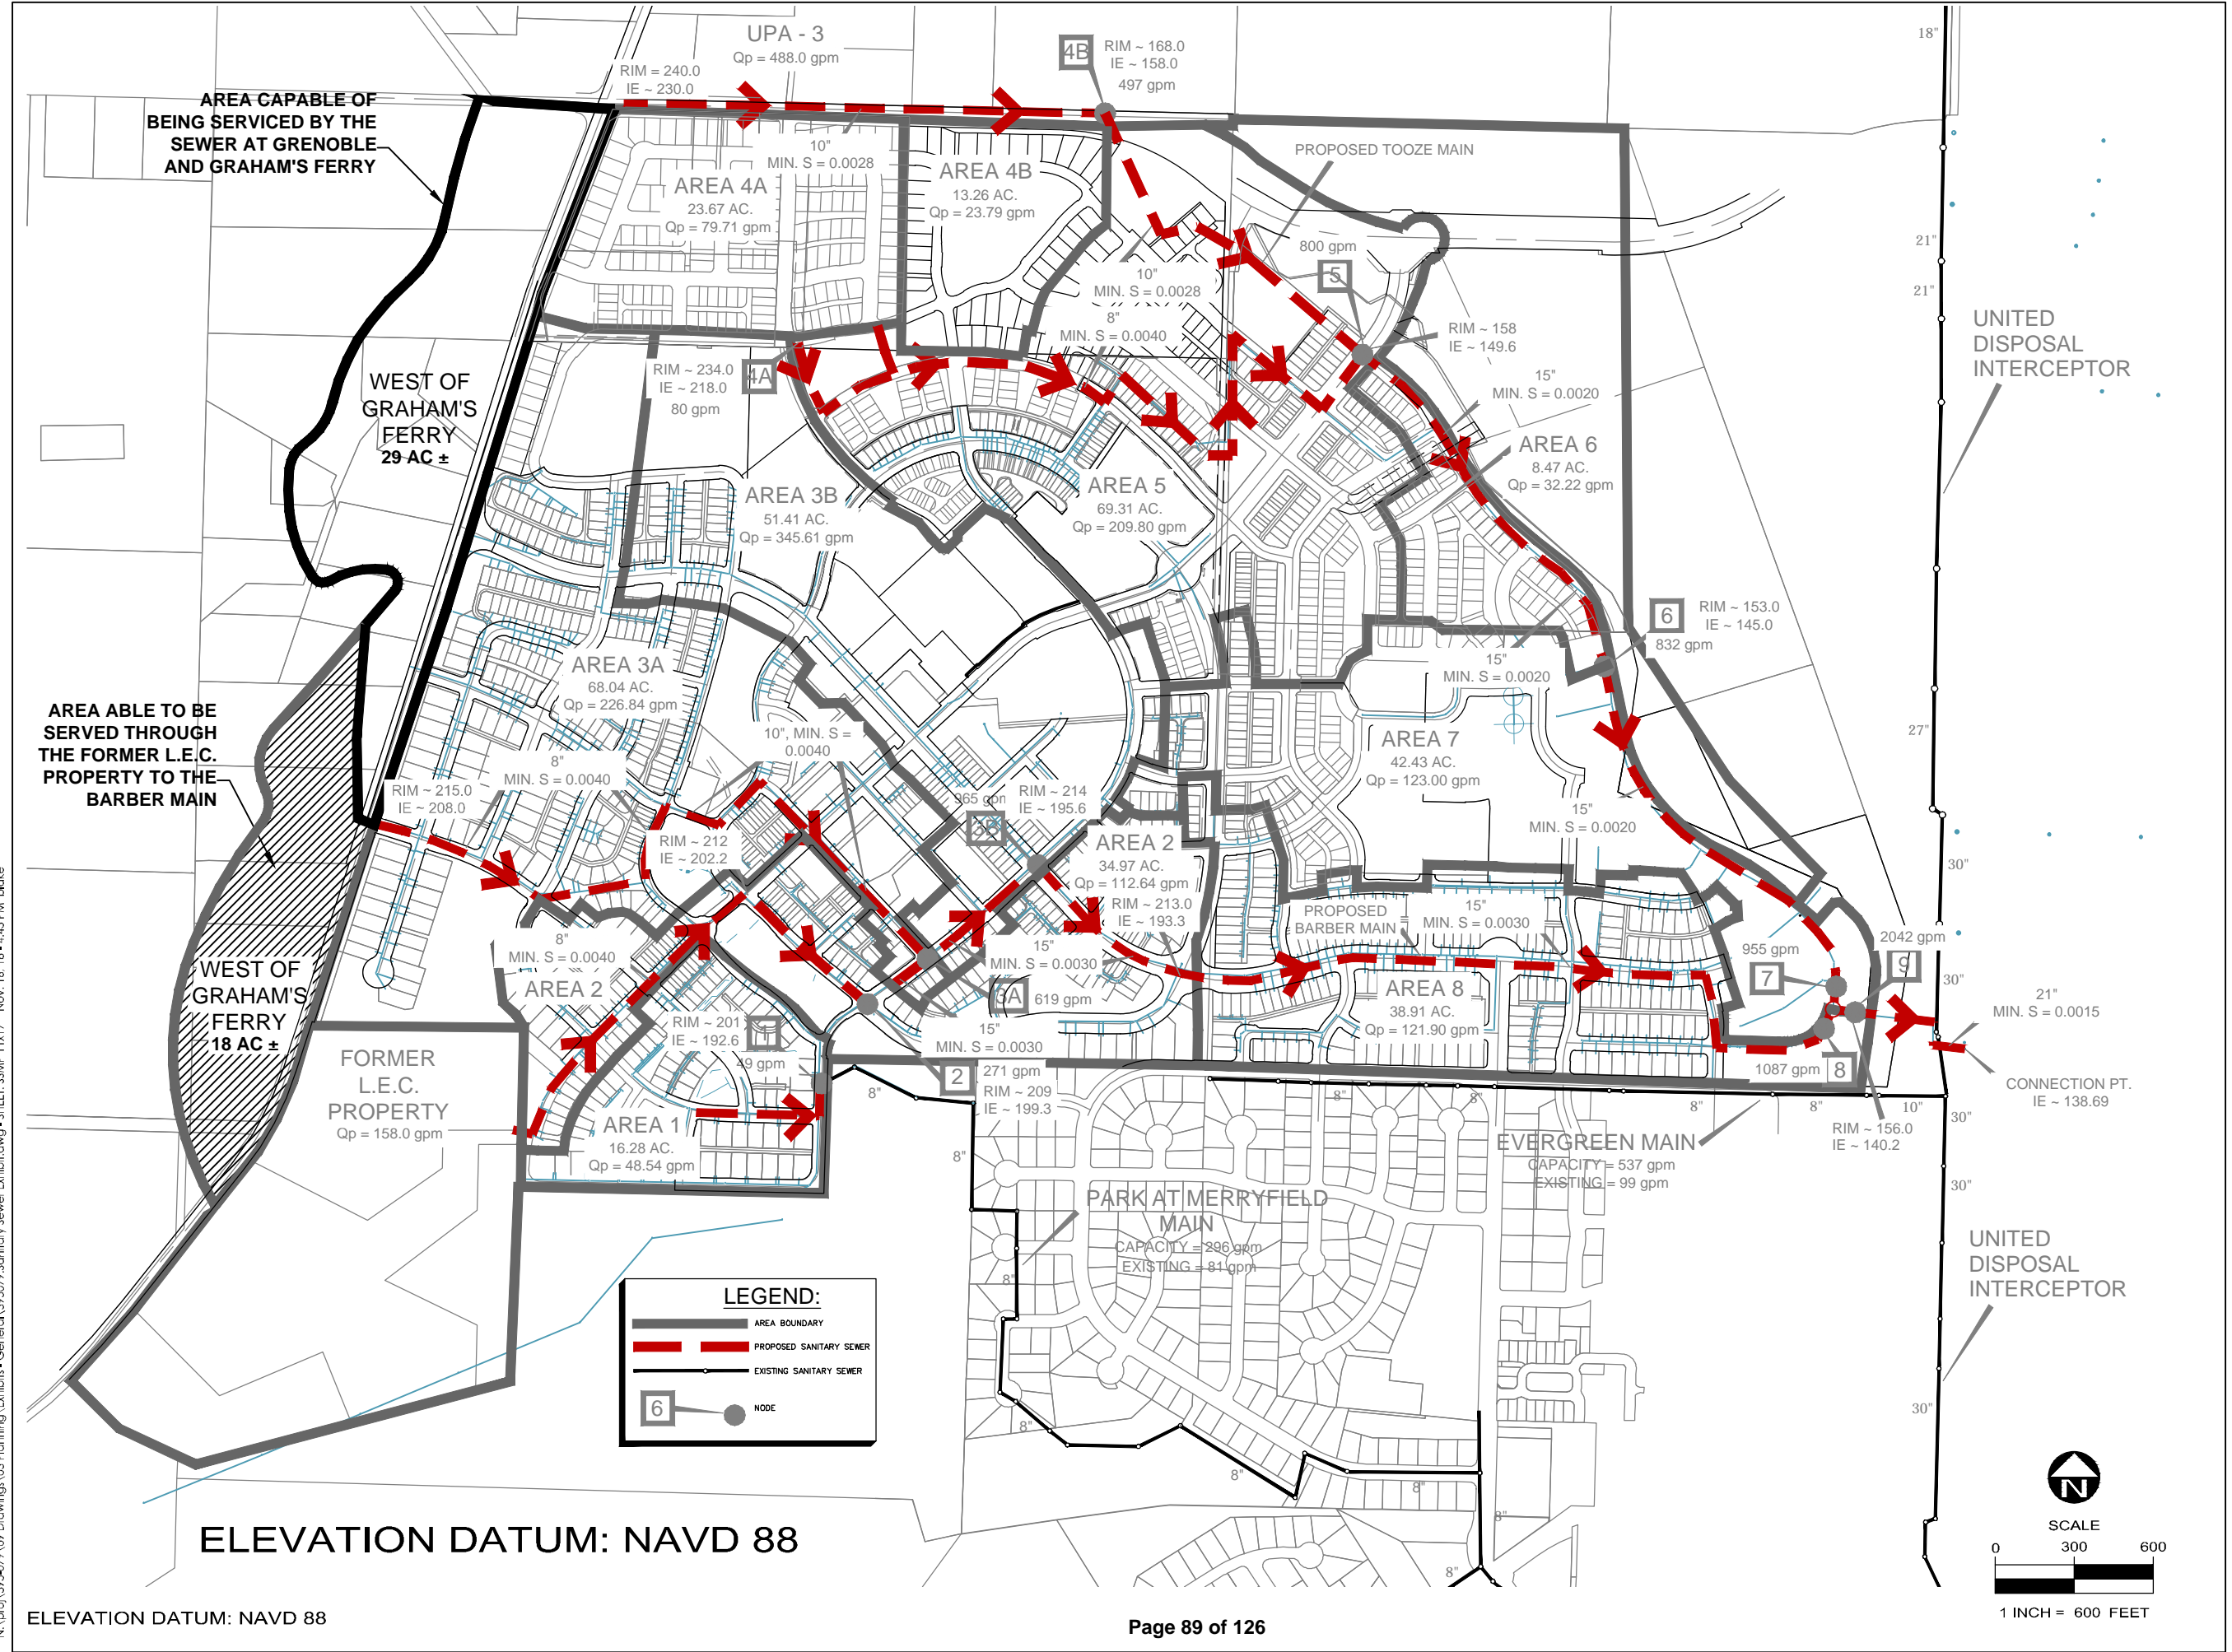 UPA - 3
Qp = 488.0 gpm
4B
RIM ~ 168.0
IE ~ 158.0
497 gpm
18"
RIM = 240.0
IE ~ 230.0
AREA CAPABLE OF
BEING SERVICED BY THE
SEWER AT GRENOBLE
AND GRAHAM'S FERRY
10"
MIN. S = 0.0028
AREA 4A
23.67 AC.
Qp = 79.71 gpm
AREA 4B
13.26 AC.
Qp = 23.79 gpm
PROPOSED TOOZE MAIN
800 gpm
5
21"
21"
10"
MIN. S = 0.0028
8"
MIN. S = 0.0040
RIM ~ 158
IE ~ 149.6
UNITED
DISPOSAL
INTERCEPTOR
RIM ~ 234.0
IE ~ 218.0
80 gpm
4A
WEST OF
GRAHAM'S
FERRY
29 AC ±
15"
MIN. S = 0.0020
AREA 6
8.47 AC.
Qp = 32.22 gpm
AREA 3B
51.41 AC.
Qp = 345.61 gpm
AREA 5
69.31 AC.
Qp = 209.80 gpm
6
RIM ~ 153.0
IE ~ 145.0
832 gpm
15"
MIN. S = 0.0020
AREA 3A
68.04 AC.
Qp = 226.84 gpm
AREA ABLE TO BE
SERVED THROUGH
THE FORMER L.E.C.
PROPERTY TO THE
BARBER MAIN
10", MIN. S =
0.0040
AREA 7
42.43 AC.
Qp = 123.00 gpm
27"
8"
MIN. S = 0.0040
RIM ~ 215.0
IE ~ 208.0
965 gpm
3B
RIM ~ 214
IE ~ 195.6
15"
MIN. S = 0.0020
RIM ~ 212
IE ~ 202.2
AREA 2
34.97 AC.
Qp = 112.64 gpm
RIM ~ 213.0
IE ~ 193.3
30"
PROPOSED
BARBER MAIN
15"
MIN. S = 0.0030
8"
MIN. S = 0.0040
15"
MIN. S = 0.0030
955 gpm
7
2042 gpm
9
30"
WEST OF
GRAHAM'S
FERRY
18 AC ±
AREA 2
3A
619 gpm
AREA 8
38.91 AC.
Qp = 121.90 gpm
21"
MIN. S = 0.0015
RIM ~ 201
IE ~ 192.6
1
49 gpm
15"
MIN. S = 0.0030
FORMER
L.E.C.
PROPERTY
Qp = 158.0 gpm
2
271 gpm
RIM ~ 209
IE ~ 199.3
1087 gpm
8
CONNECTION PT.
IE ~ 138.69
8"
8"
8"
8"
8"
10"
30"
AREA 1
16.28 AC.
Qp = 48.54 gpm
RIM ~ 156.0
IE ~ 140.2
EVERGREEN MAIN
CAPACITY = 537 gpm
EXISTING = 99 gpm
8"
30"
PARK AT MERRYFIELD
MAIN
CAPACITY = 296 gpm
EXISTING = 81 gpm
8"
UNITED
DISPOSAL
INTERCEPTOR
LEGEND:
AREA BOUNDARY
PROPOSED SANITARY SEWER
EXISTING SANITARY SEWER
6
NODE
30"
8"
8"
8"
8"
8"
N
SCALE
0 300 600
1 INCH = 600 FEET
ELEVATION DATUM: NAVD 88
ELEVATION DATUM: NAVD 88
Page 89 of 126